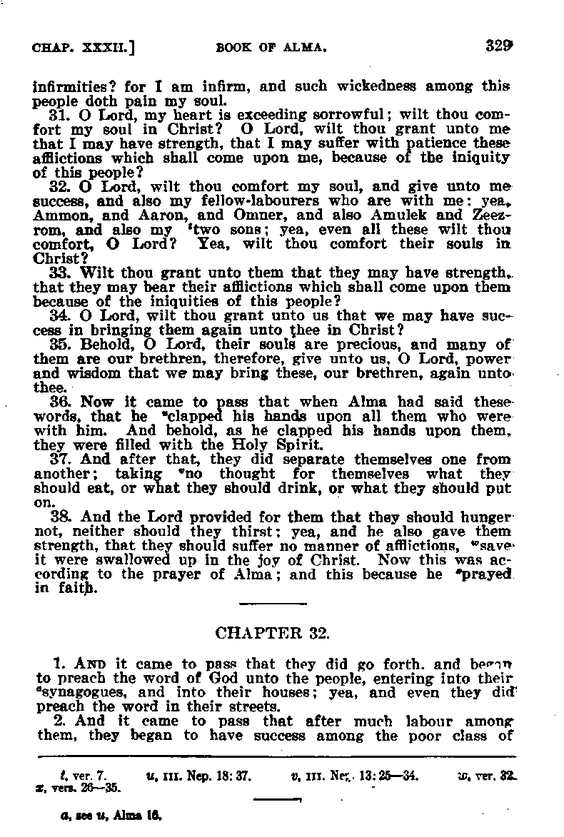 CHAP. XXXII.] BOOK OF ALMA. 329
infirmities? for I am infirm, and such wickedness among this
people doth pain my soul.
31. O Lord, my heart is exceeding sorrowful; wilt thou com-
fort my soul in Christ? O Lord, wilt thou grant unto me
that I may have strength, that I may suffer with patience these
afflictions which shall come upon me, because of the iniquity
of this people?
32. O Lord, wilt thou comfort my soul, and give unto me
success, and also my fellow-labourers who are with me: yea,
Ammon, and Aaron, and Omner, and also Amulek and Zeez-
rom, and also my ᵗtwo sons; yea, even all these wilt thou
comfort, O Lord? Yea, wilt thou comfort their souls in
Christ?
33. Wilt thou grant unto them that they may have strength,
that they may bear their afflictions which shall come upon them
because of the iniquities of this people?
34. O Lord, wilt thou grant unto us that we may have suc-
cess in bringing them again unto thee in Christ?
35. Behold, O Lord, their souls are precious, and many of
them are our brethren, therefore, give unto us, O Lord, power
and wisdom that we may bring these, our brethren, again unto
thee.
36. Now it came to pass that when Alma had said these
words, that he ᵘclapped his hands upon all them who were
with him. And behold, as he clapped his hands upon them,
they were filled with the Holy Spirit.
37. And after that, they did separate themselves one from
another; taking ᵛno thought for themselves what they
should eat, or what they should drink, or what they should put
on.
38. And the Lord provided for them that they should hunger
not, neither should they thirst; yea, and he also gave them
strength, that they should suffer no manner of afflictions, ʷsave
it were swallowed up in the joy of Christ. Now this was ac-
cording to the prayer of Alma; and this because he ˣprayed
in faith.
CHAPTER 32.
1. AND it came to pass that they did go forth. and began
to preach the word of God unto the people, entering into their
ᵃsynagogues, and into their houses; yea, and even they did
preach the word in their streets.
2. And it came to pass that after much labour among
them, they began to have success among the poor class of
t, ver. 7. u, III. Nep. 18:37. v, III. Nep. 13:25—34. w, ver. 32.
x, vers. 26—35.
a, see u, Alma 16.